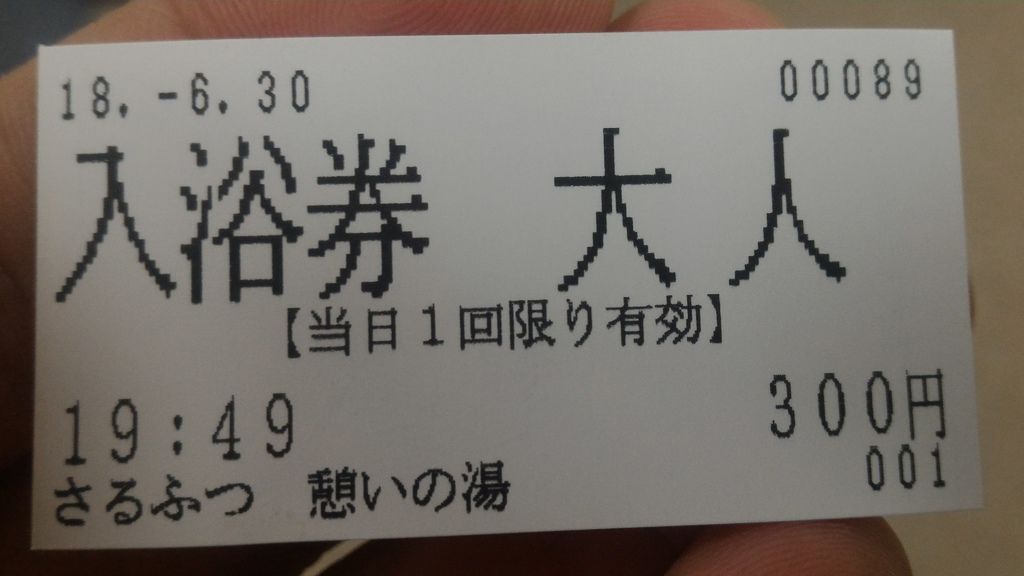 18.-6.30 00089
入浴券 大人
【当日1回限り有効】
19:49 300円
001
さるふつ 憩いの湯